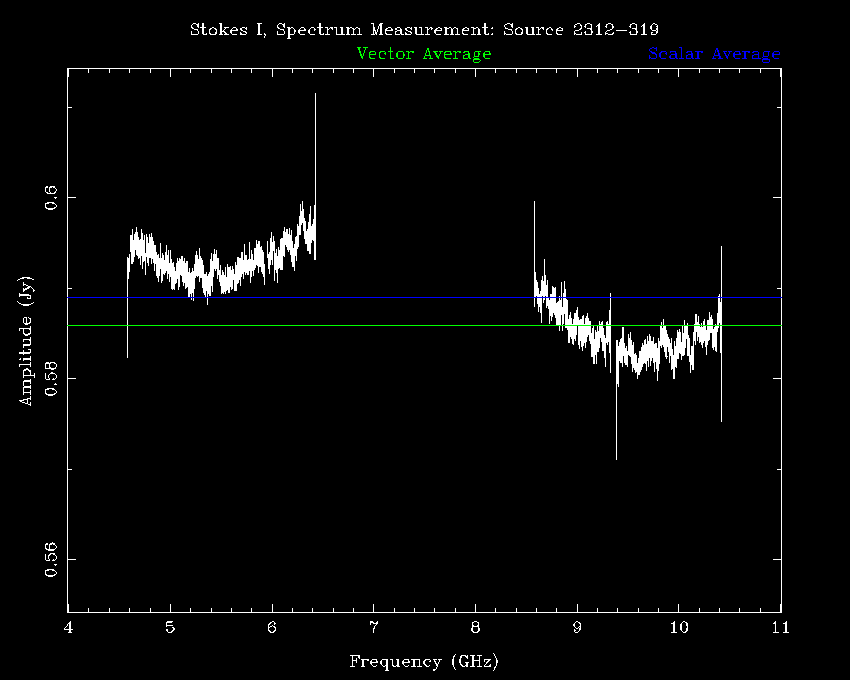 Stokes I, Spectrum Measurement: Source 2312-319
Vector Average
Scalar Average
Amplitude (Jy)
0.6
0.58
0.56
4 5 6 7 8 9 10 11
Frequency (GHz)